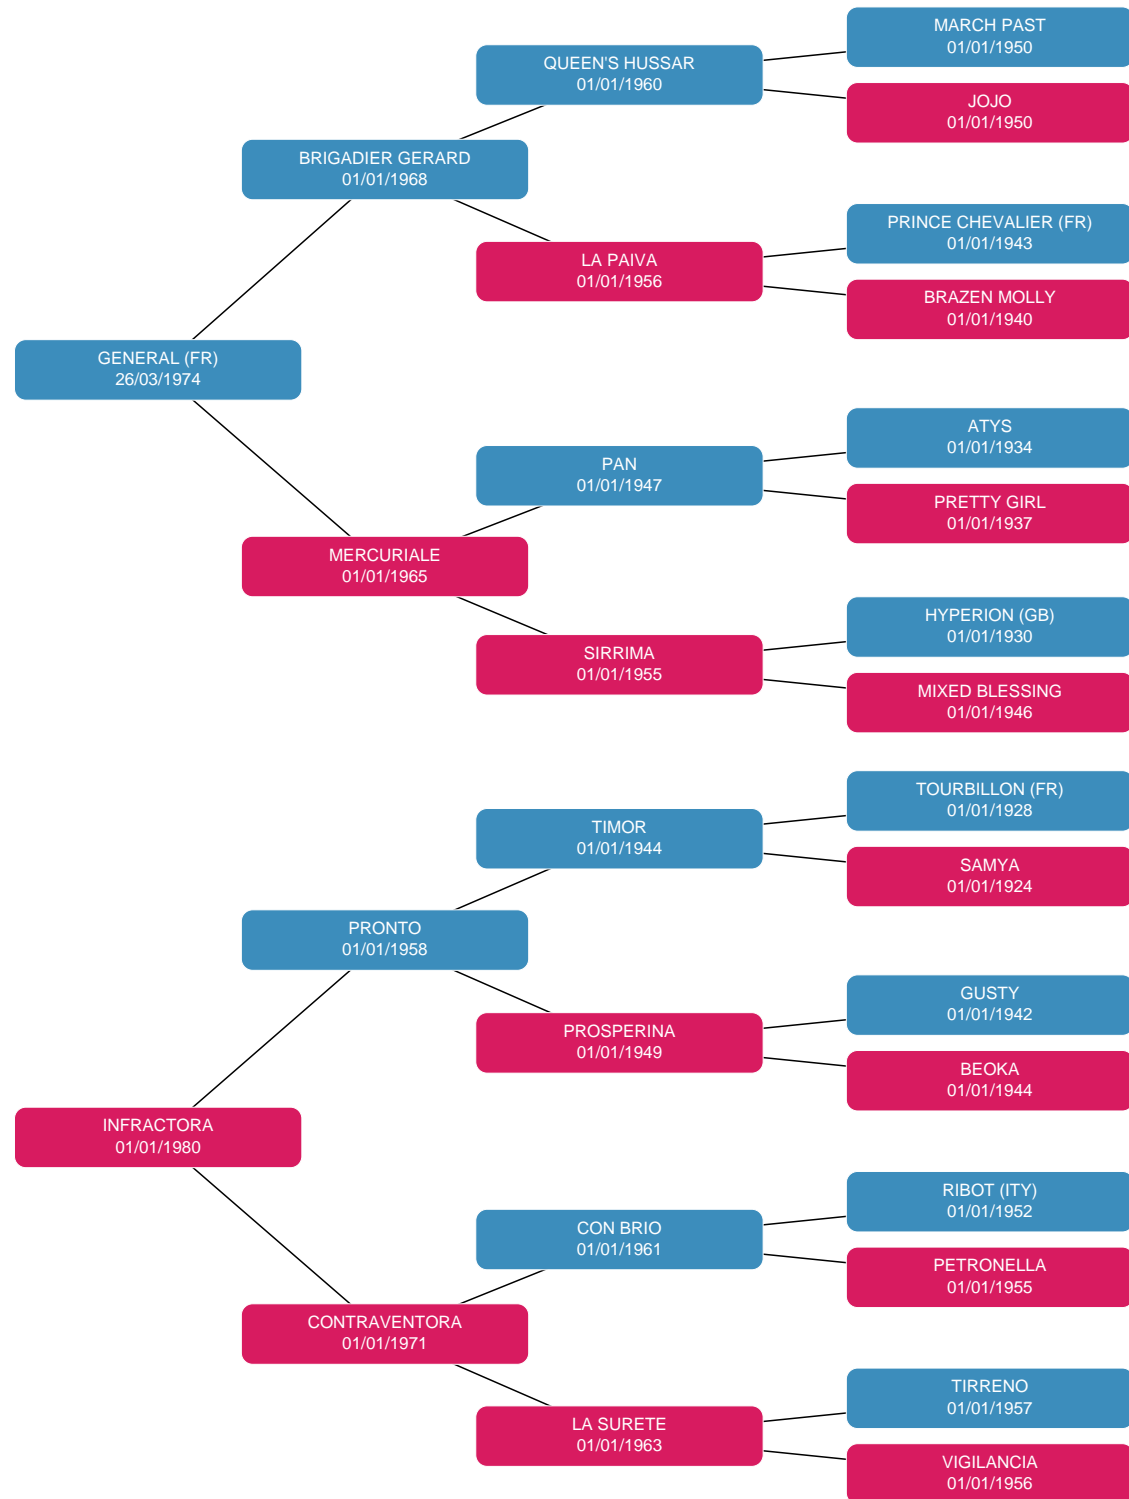 MARCH PAST
01/01/1950
QUEEN'S HUSSAR
01/01/1960
JOJO
01/01/1950
BRIGADIER GERARD
01/01/1968
PRINCE CHEVALIER (FR)
01/01/1943
LA PAIVA
01/01/1956
BRAZEN MOLLY
01/01/1940
GENERAL (FR)
26/03/1974
ATYS
01/01/1934
PAN
01/01/1947
PRETTY GIRL
01/01/1937
MERCURIALE
01/01/1965
HYPERION (GB)
01/01/1930
SIRRIMA
01/01/1955
MIXED BLESSING
01/01/1946
TOURBILLON (FR)
01/01/1928
TIMOR
01/01/1944
SAMYA
01/01/1924
PRONTO
01/01/1958
GUSTY
01/01/1942
PROSPERINA
01/01/1949
BEOKA
01/01/1944
INFRACTORA
01/01/1980
RIBOT (ITY)
01/01/1952
CON BRIO
01/01/1961
PETRONELLA
01/01/1955
CONTRAVENTORA
01/01/1971
TIRRENO
01/01/1957
LA SURETE
01/01/1963
VIGILANCIA
01/01/1956